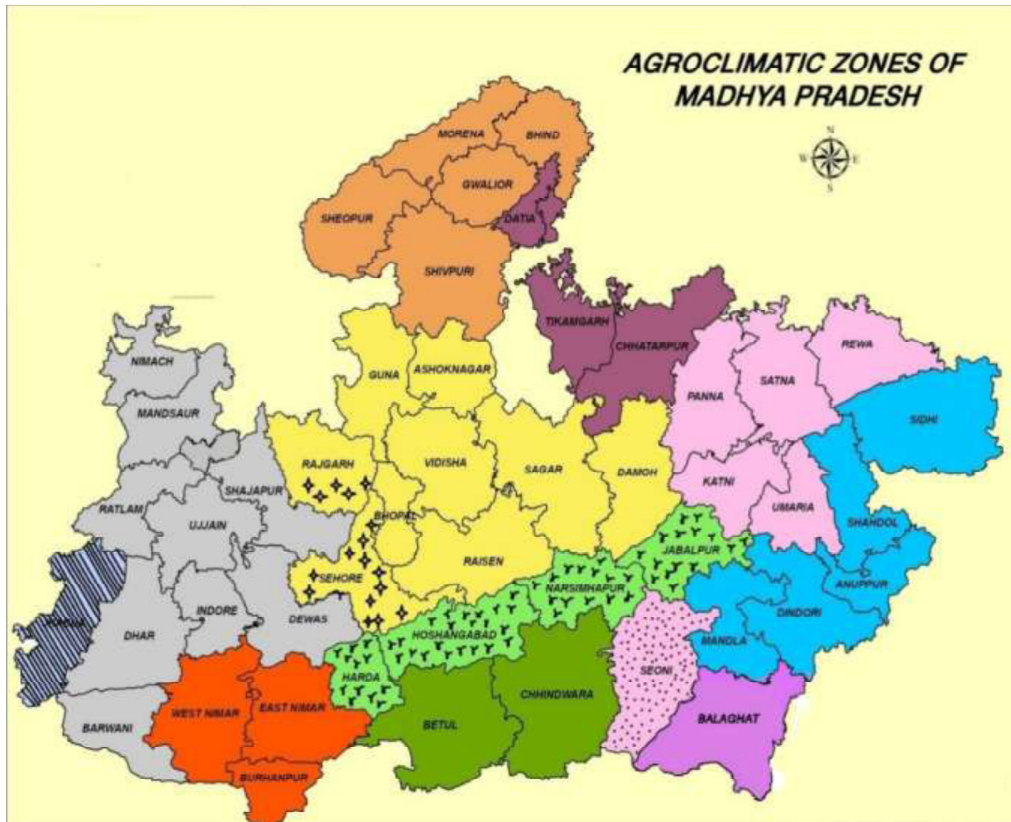 AGROCLIMATIC ZONES OF
MADHYA PRADESH
N
W
E
S
MORENA
BHIND
GWALIOR
SHEOPUR
DATIA
SHIVPURI
TIKAMGARH
CHHATARPUR
REWA
NIMACH
GUNA
ASHOKNAGAR
PANNA
SATNA
MANDSAUR
SIDHI
RAJGARH
VIDISHA
SAGAR
DAMOH
KATNI
SHAJAPUR
RATLAM
UJJAIN
BHOPAL
UMARIA
SHAHDOL
JABALPUR
SEHORE
RAISEN
NARSIMHAPUR
ANUPPUR
INDORE
DEWAS
DINDORI
DHAR
HOSHANGABAD
MANDLA
HARDA
SEONI
CHHINDWARA
WEST NIMAR
EAST NIMAR
BETUL
BALAGHAT
BARWANI
BURHANPUR